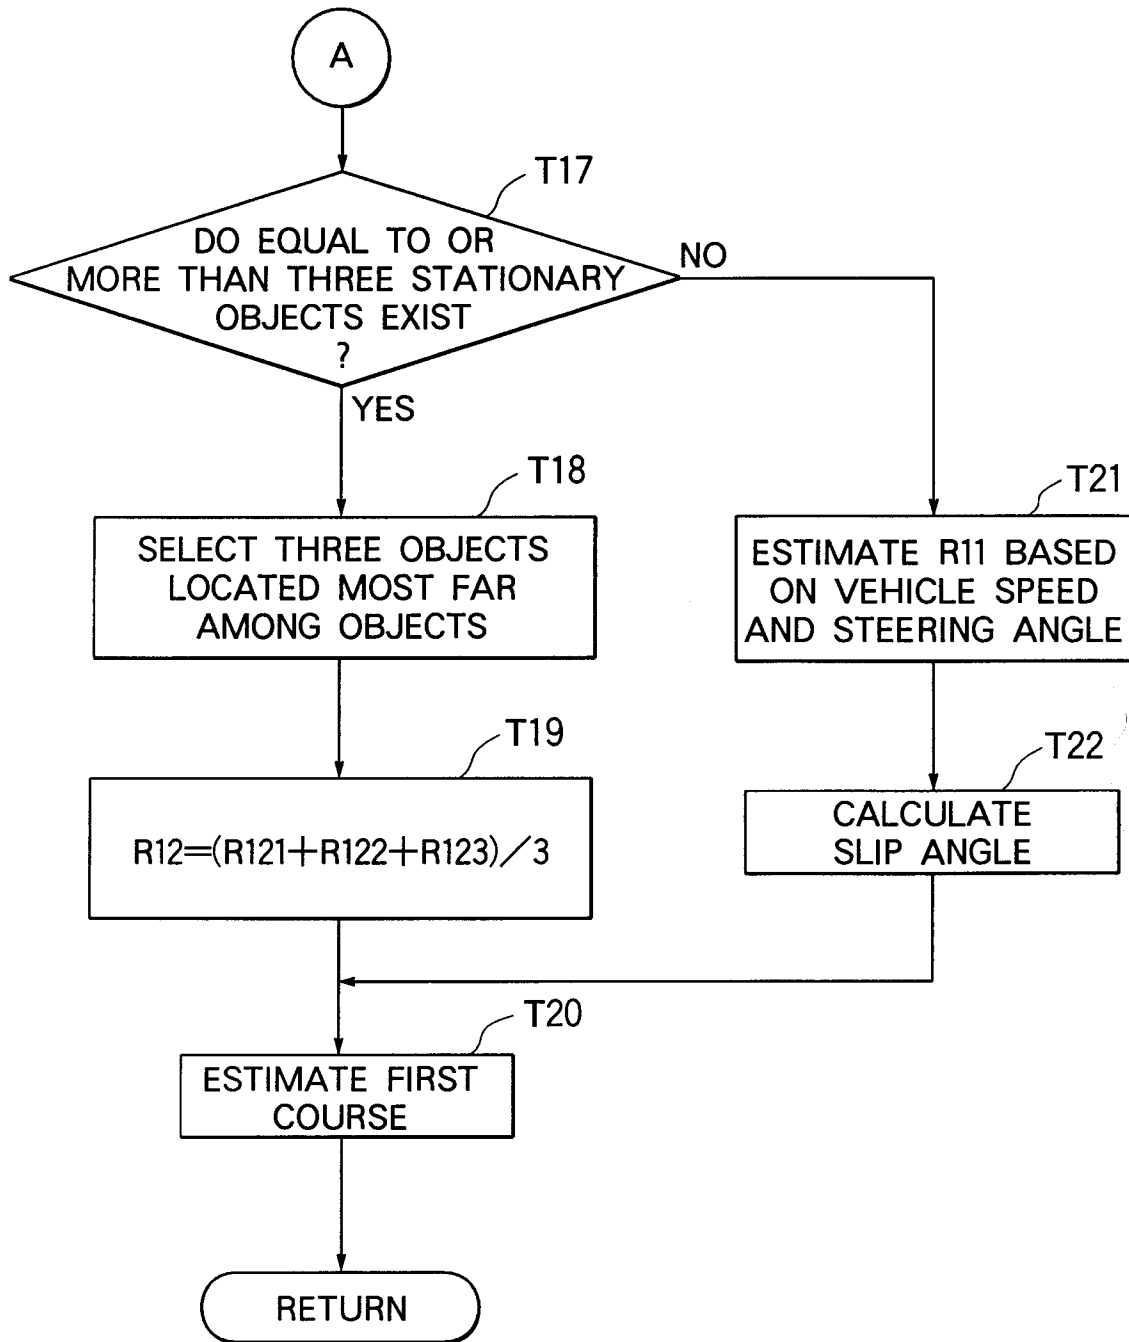 A
T17
DO EQUAL TO OR
MORE THAN THREE STATIONARY
OBJECTS EXIST
?
NO
YES
T18
SELECT THREE OBJECTS
LOCATED MOST FAR
AMONG OBJECTS
T21
ESTIMATE R11 BASED
ON VEHICLE SPEED
AND STEERING ANGLE
T19
R12=(R121+R122+R123)/3
T22
CALCULATE
SLIP ANGLE
T20
ESTIMATE FIRST
COURSE
RETURN